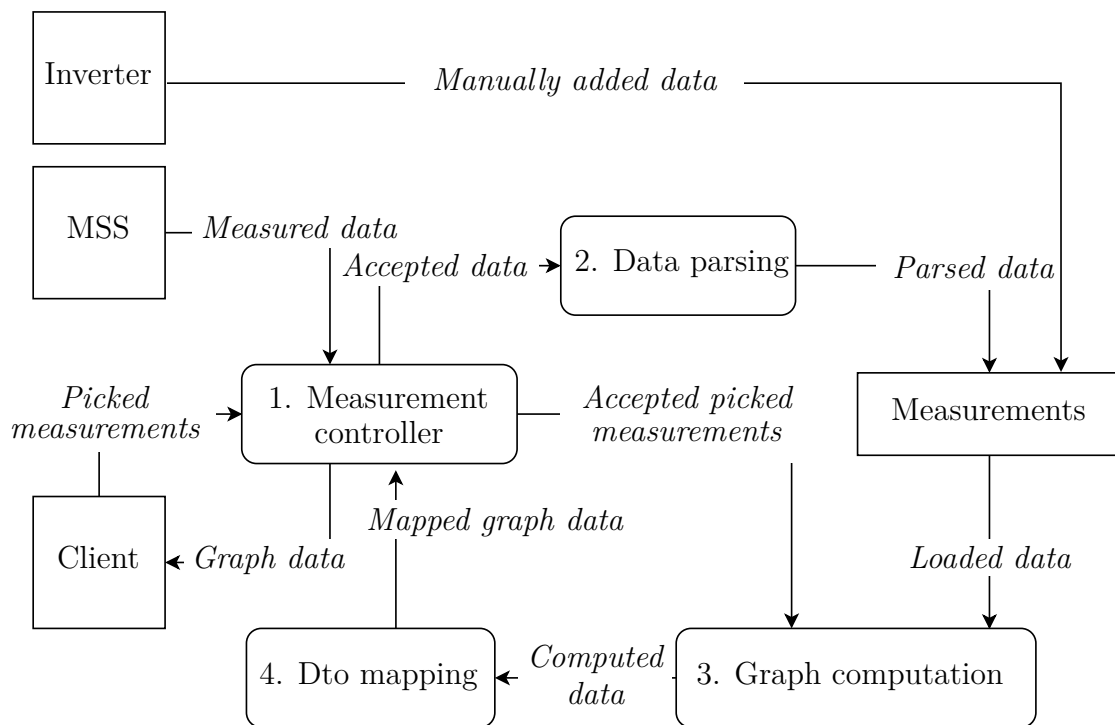 Inverter
Manually added data
MSS
Measured data
Accepted data
2. Data parsing
Parsed data
Picked
measurements
1. Measurement
controller
Accepted picked
measurements
Measurements
Mapped graph data
Client
Graph data
Loaded data
4. Dto mapping
Computed
data
3. Graph computation